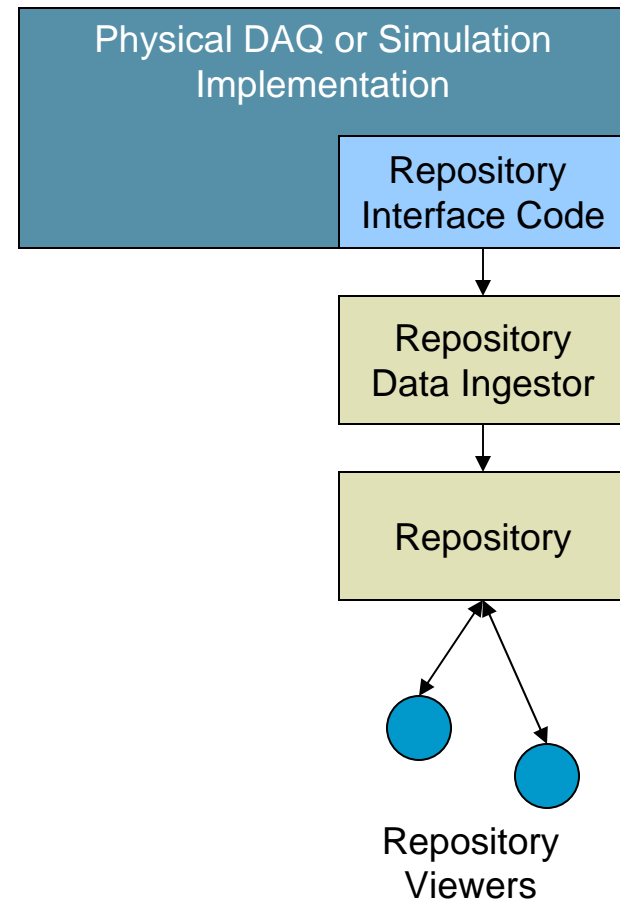 Physical DAQ or Simulation
Implementation
Repository
Interface Code
Repository
Data Ingestor
Repository
Repository
Viewers